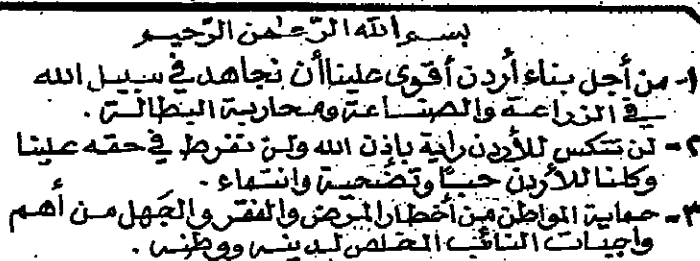 بسم الله الرحمن الرحيم
١- من أجل بناء أردن أقوى علينا أن نجاهد في سبيل الله
في الزراعة والصناعة ومحاربة البطالة .
٢- لن تنكس للأردن راية بإذن الله ولن نفرط في حقه علينا
وكلنا للأردن حبًا وتضحية وانتماء .
٣- حماية المواطن من أخطار المرض والفقر والجهل من أهم
واجبات النائب المخلص لدينه ووطنه .